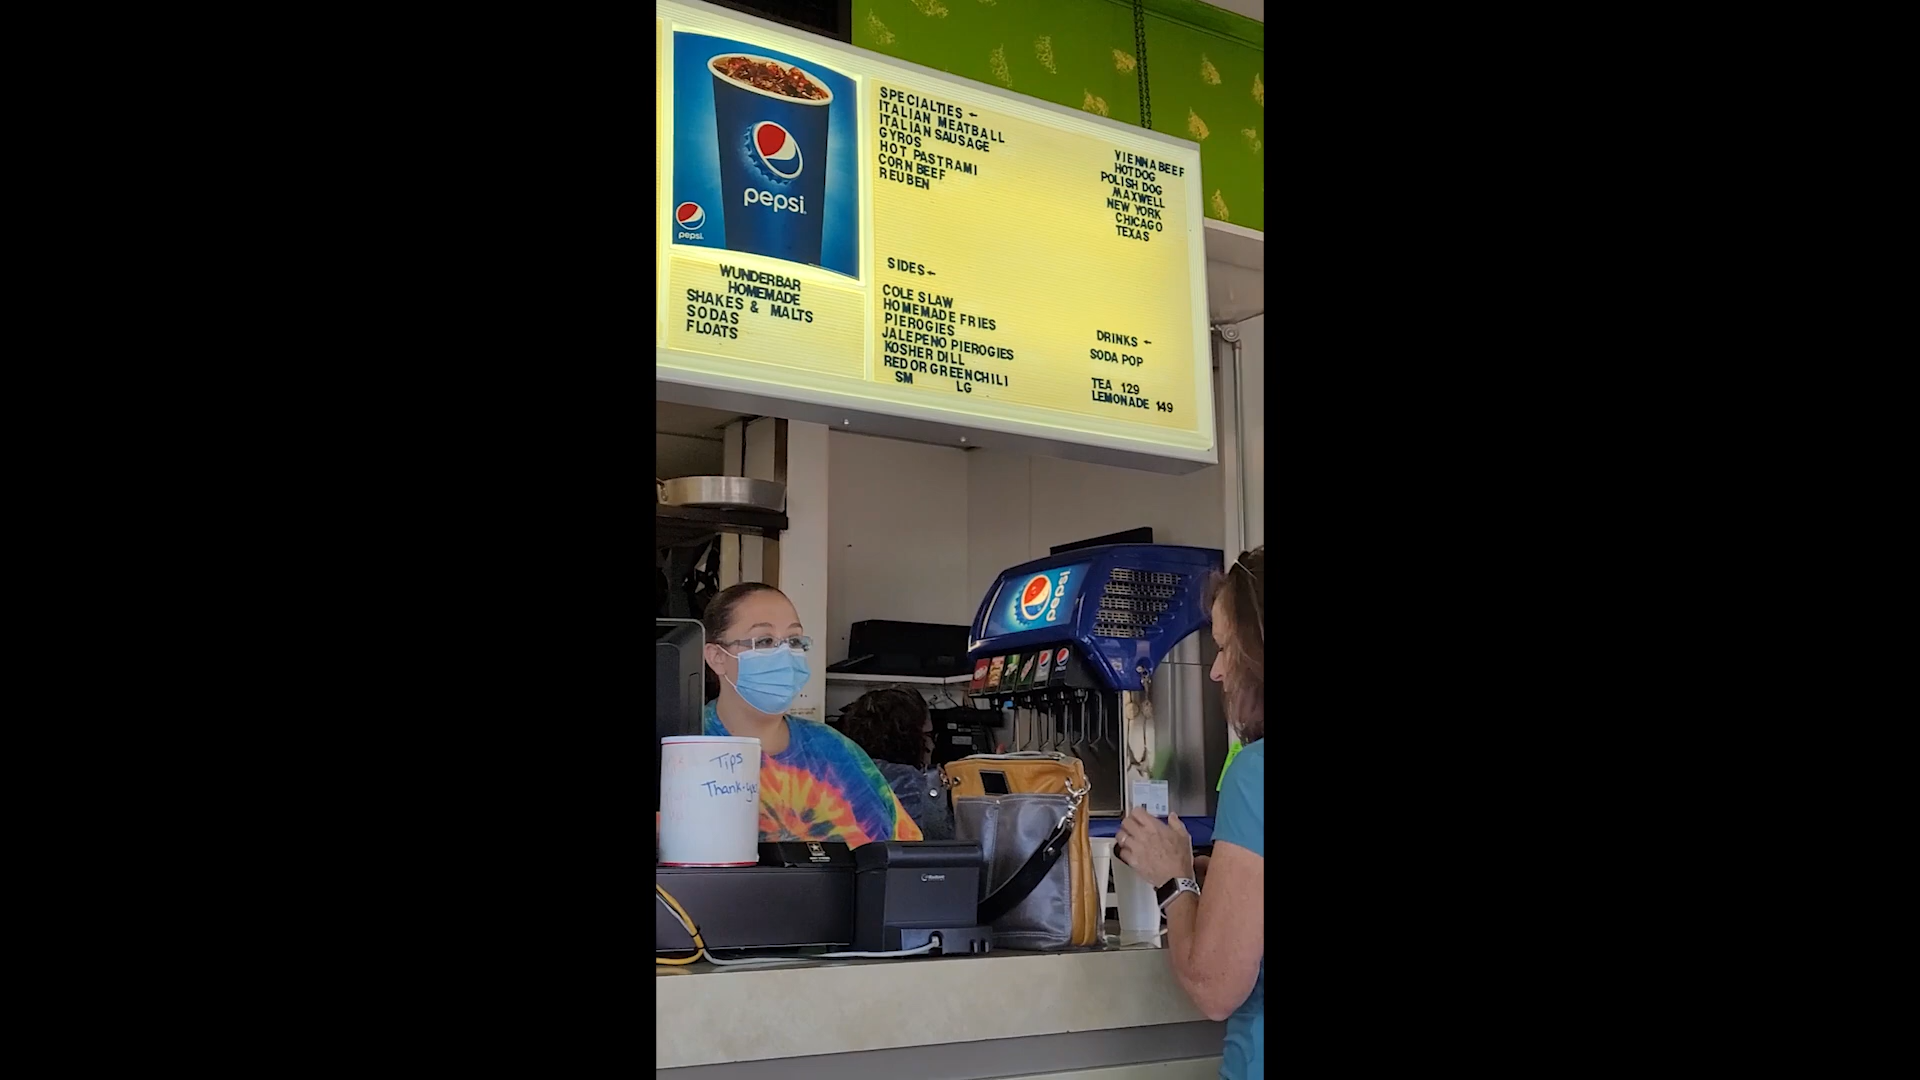 pepsi.
pepsi.
WUNDERBAR
HOMEMADE
SHAKES & MALTS
SODAS
FLOATS
SPECIALTIES ←
ITALIAN MEATBALL
ITALIAN SAUSAGE
GYROS
HOT PASTRAMI
CORN BEEF
REUBEN
SIDES ←
COLE SLAW
HOMEMADE FRIES
PIEROGIES
JALEPENO PIEROGIES
KOSHER DILL
RED OR GREEN CHILI
SM LG
VIENNA BEEF
HOT DOG
POLISH DOG
MAXWELL
NEW YORK
CHICAGO
TEXAS
DRINKS ←
SODA POP
TEA 129
LEMONADE 149
pepsi
Tips